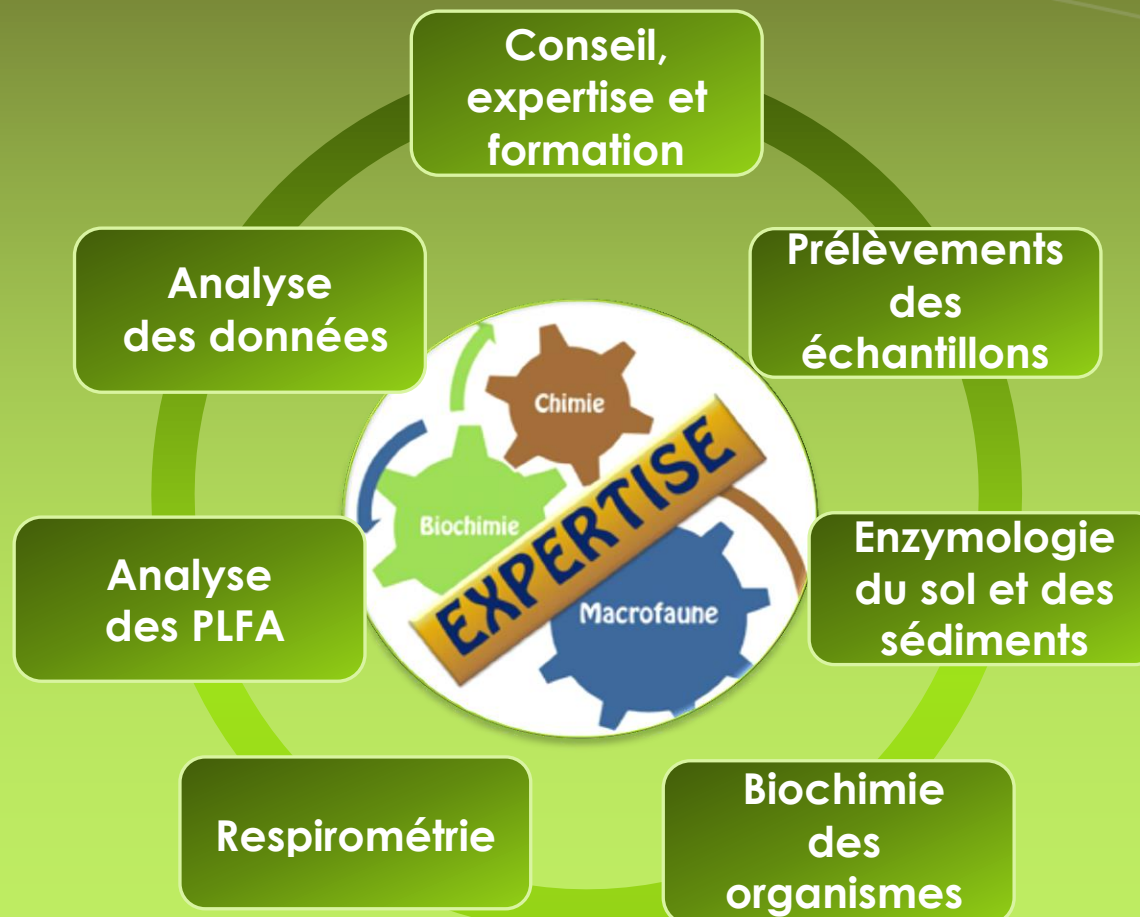 Conseil,
expertise et
formation
Prélèvements
des
échantillons
Enzymologie
du sol et des
sédiments
Biochimie
des
organismes
Respirométrie
Analyse
des PLFA
Analyse
des données
Chimie
Biochimie
EXPERTISE
Macrofaune